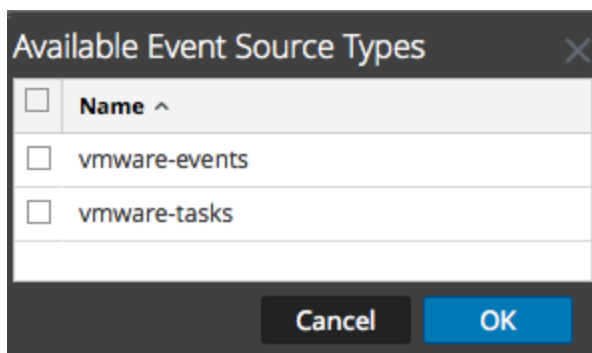 Available Event Source Types
Name
vmware-events
vmware-tasks
Cancel OK